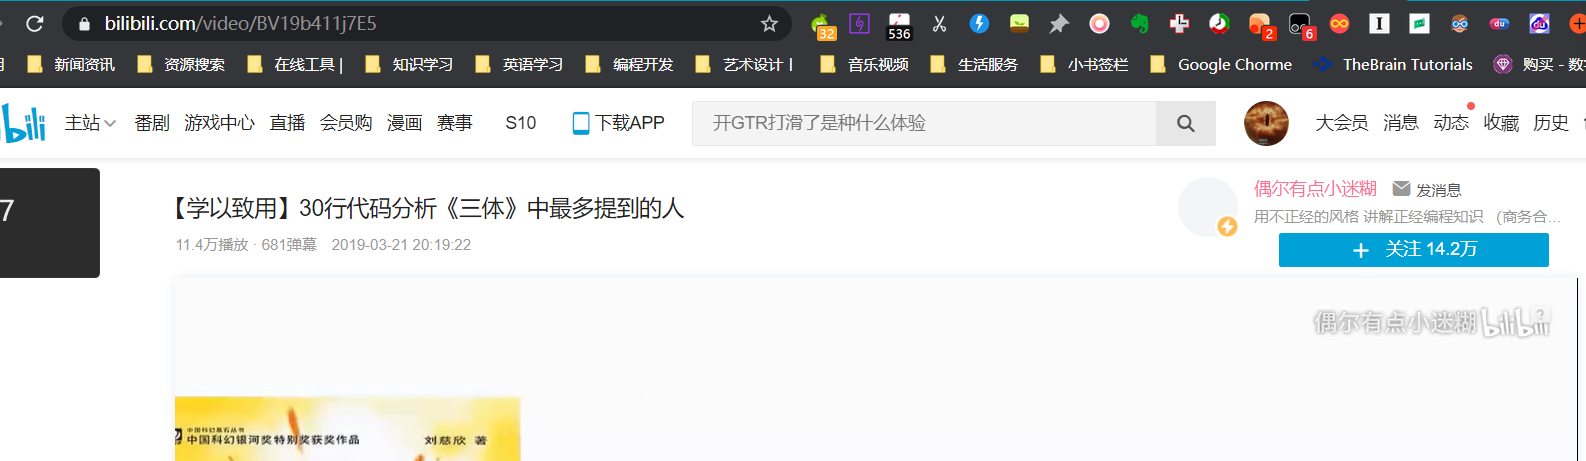 bilibili.com/video/BV19b411j7E5
32
536
2
6
新闻资讯 资源搜索 在线工具 | 知识学习 英语学习 编程开发 艺术设计 | 音乐视频 生活服务 小书签栏 Google Chorme TheBrain Tutorials 购买 - 数
bili 主站 番剧 游戏中心 直播 会员购 漫画 赛事 S10 下载APP 开GTR打滑了是种什么体验 大会员 消息 动态 收藏 历史
7
【学以致用】30行代码分析《三体》中最多提到的人
11.4万播放 · 681弹幕 2019-03-21 20:19:22
偶尔有点小迷糊 发消息
用不正经的风格 讲解正经编程知识 (商务合...
+ 关注 14.2万
偶尔有点小迷糊 bilibili
中国科幻基石丛书
中国科幻银河奖特别奖获奖作品 刘慈欣 著